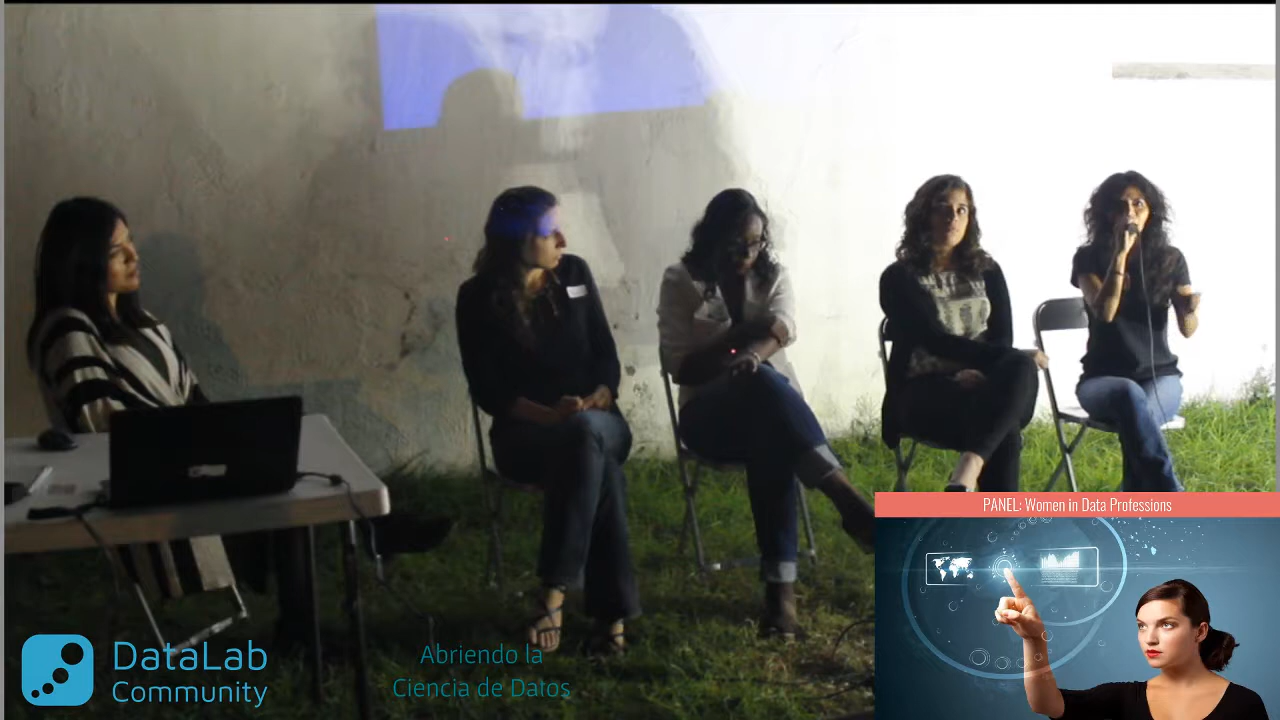 PANEL: Women in Data Professions
DataLab
Community
Abriendo la
Ciencia de Datos